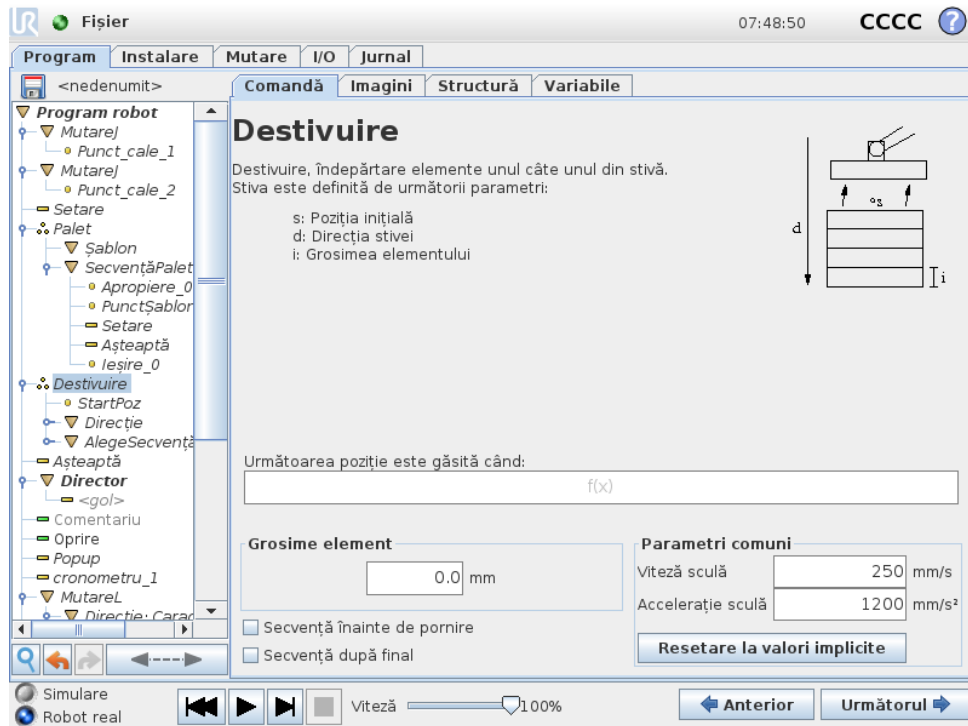 UR Fișier 07:48:50 CCCC ?
Program Instalare Mutare I/O Jurnal
<nedenumit>
Program robot
MutareJ
Punct_cale_1
MutareJ
Punct_cale_2
Setare
Palet
Șablon
SecvențăPalet
Apropiere_0
PunctȘablon
Setare
Așteaptă
Ieșire_0
Destivuire
StartPoz
Direcție
AlegeSecvență
Așteaptă
Director
<gol>
Comentariu
Oprire
Popup
cronometru_1
MutareL
Direcție: Carac
Comandă Imagini Structură Variabile
Destivuire
Destivuire, îndepărtare elemente unul câte unul din stivă.
Stiva este definită de următorii parametri:
s: Poziția inițială
d: Direcția stivei
i: Grosimea elementului
s
d
i
Următoarea poziție este găsită când:
f(x)
Grosime element
0.0 mm
Secvență înainte de pornire
Secvență după final
Parametri comuni
Viteză sculă 250 mm/s
Accelerație sculă 1200 mm/s²
Resetare la valori implicite
Simulare
Robot real
Viteză 100%
Anterior Următorul